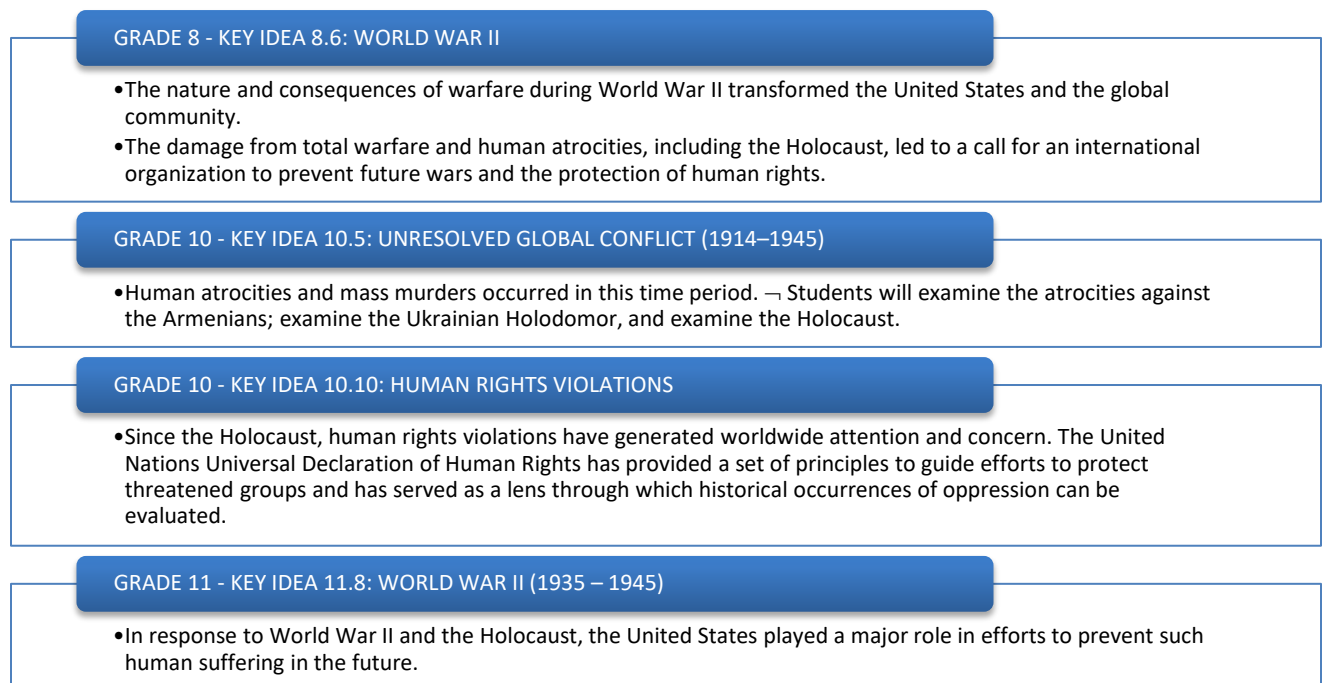 GRADE 8 - KEY IDEA 8.6: WORLD WAR II
•The nature and consequences of warfare during World War II transformed the United States and the global
community.
•The damage from total warfare and human atrocities, including the Holocaust, led to a call for an international
organization to prevent future wars and the protection of human rights.
GRADE 10 - KEY IDEA 10.5: UNRESOLVED GLOBAL CONFLICT (1914–1945)
•Human atrocities and mass murders occurred in this time period. ¬ Students will examine the atrocities against
the Armenians; examine the Ukrainian Holodomor, and examine the Holocaust.
GRADE 10 - KEY IDEA 10.10: HUMAN RIGHTS VIOLATIONS
•Since the Holocaust, human rights violations have generated worldwide attention and concern. The United
Nations Universal Declaration of Human Rights has provided a set of principles to guide efforts to protect
threatened groups and has served as a lens through which historical occurrences of oppression can be
evaluated.
GRADE 11 - KEY IDEA 11.8: WORLD WAR II (1935 – 1945)
•In response to World War II and the Holocaust, the United States played a major role in efforts to prevent such
human suffering in the future.